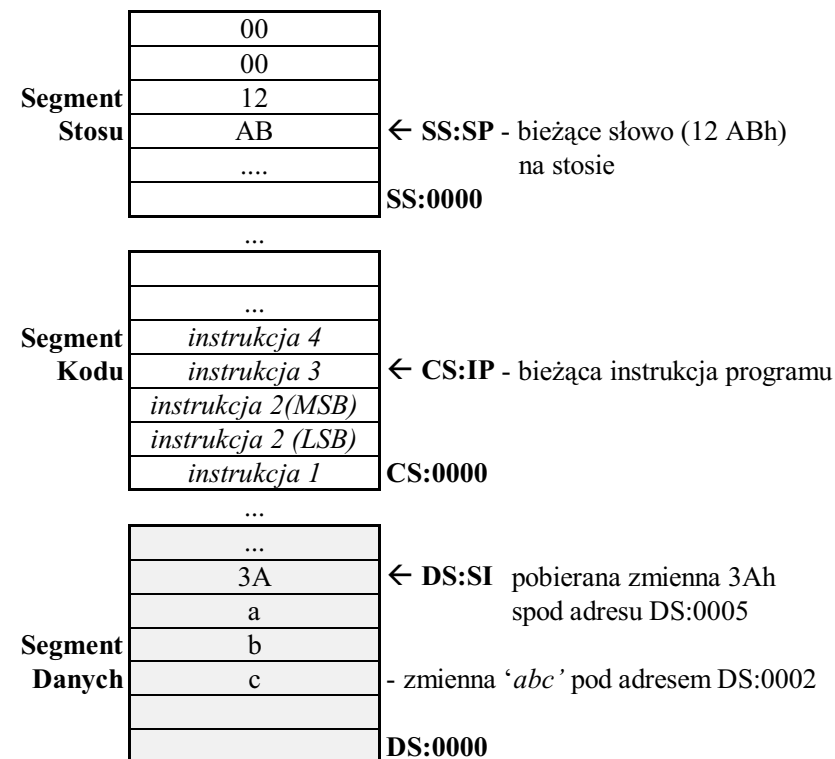 00
00
Segment 12
Stosu AB ← SS:SP - bieżące słowo (12 ABh)
.... na stosie
SS:0000
...
...
Segment instrukcja 4
Kodu instrukcja 3 ← CS:IP - bieżąca instrukcja programu
instrukcja 2(MSB)
instrukcja 2 (LSB)
instrukcja 1 CS:0000
...
...
3A ← DS:SI pobierana zmienna 3Ah
a spod adresu DS:0005
Segment b
Danych c - zmienna ‘abc’ pod adresem DS:0002
DS:0000